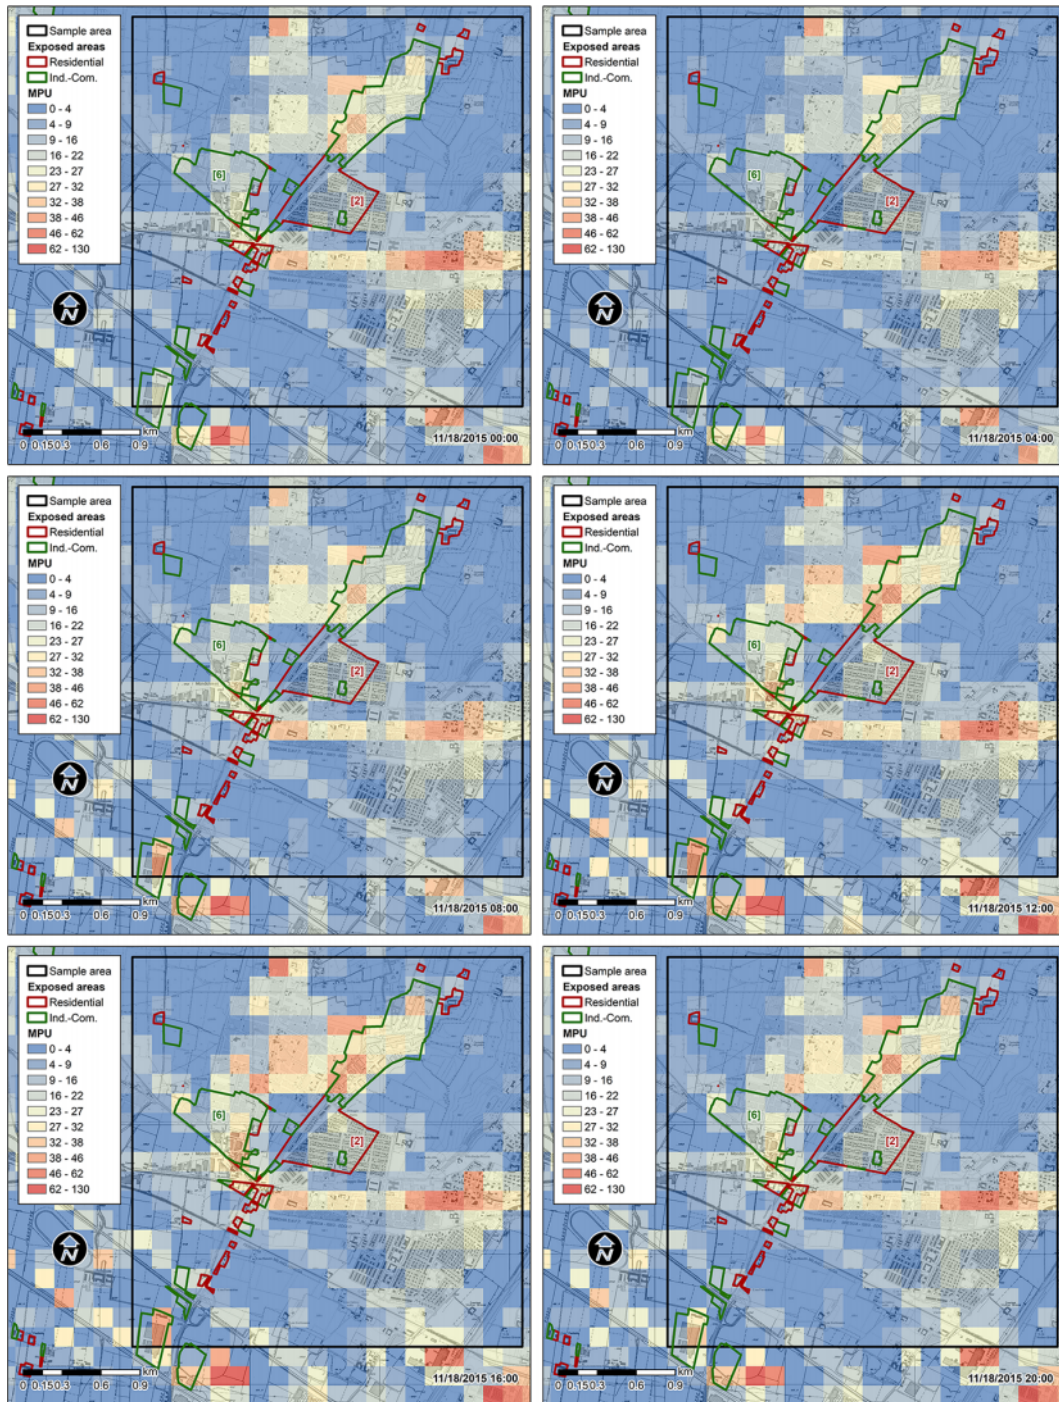 Sample area
Exposed areas
Residential
Ind.-Com.
MPU
0 - 4
4 - 9
9 - 16
16 - 22
23 - 27
27 - 32
32 - 38
38 - 46
46 - 62
62 - 130
[6]
[2]
N
km
0 0.15 0.3 0.6 0.9
11/18/2015 00:00
Sample area
Exposed areas
Residential
Ind.-Com.
MPU
0 - 4
4 - 9
9 - 16
16 - 22
23 - 27
27 - 32
32 - 38
38 - 46
46 - 62
62 - 130
[6]
[2]
N
km
0 0.15 0.3 0.6 0.9
11/18/2015 04:00
Sample area
Exposed areas
Residential
Ind.-Com.
MPU
0 - 4
4 - 9
9 - 16
16 - 22
23 - 27
27 - 32
32 - 38
38 - 46
46 - 62
62 - 130
[6]
[2]
N
km
0 0.15 0.3 0.6 0.9
11/18/2015 08:00
Sample area
Exposed areas
Residential
Ind.-Com.
MPU
0 - 4
4 - 9
9 - 16
16 - 22
23 - 27
27 - 32
32 - 38
38 - 46
46 - 62
62 - 130
[6]
[2]
N
km
0 0.15 0.3 0.6 0.9
11/18/2015 12:00
Sample area
Exposed areas
Residential
Ind.-Com.
MPU
0 - 4
4 - 9
9 - 16
16 - 22
23 - 27
27 - 32
32 - 38
38 - 46
46 - 62
62 - 130
[6]
[2]
N
km
0 0.15 0.3 0.6 0.9
11/18/2015 16:00
Sample area
Exposed areas
Residential
Ind.-Com.
MPU
0 - 4
4 - 9
9 - 16
16 - 22
23 - 27
27 - 32
32 - 38
38 - 46
46 - 62
62 - 130
[6]
[2]
N
km
0 0.15 0.3 0.6 0.9
11/18/2015 20:00